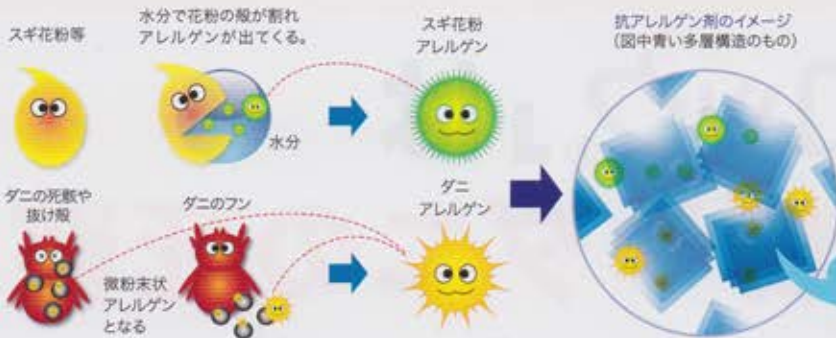 スギ花粉等
水分で花粉の殻が割れ
アレルゲンが出てくる。
水分
スギ花粉
アレルゲン
抗アレルゲン剤のイメージ
(図中青い多層構造のもの)
ダニの死骸や
抜け殻
ダニのフン
微粉末状
アレルゲン
となる
ダニ
アレルゲン